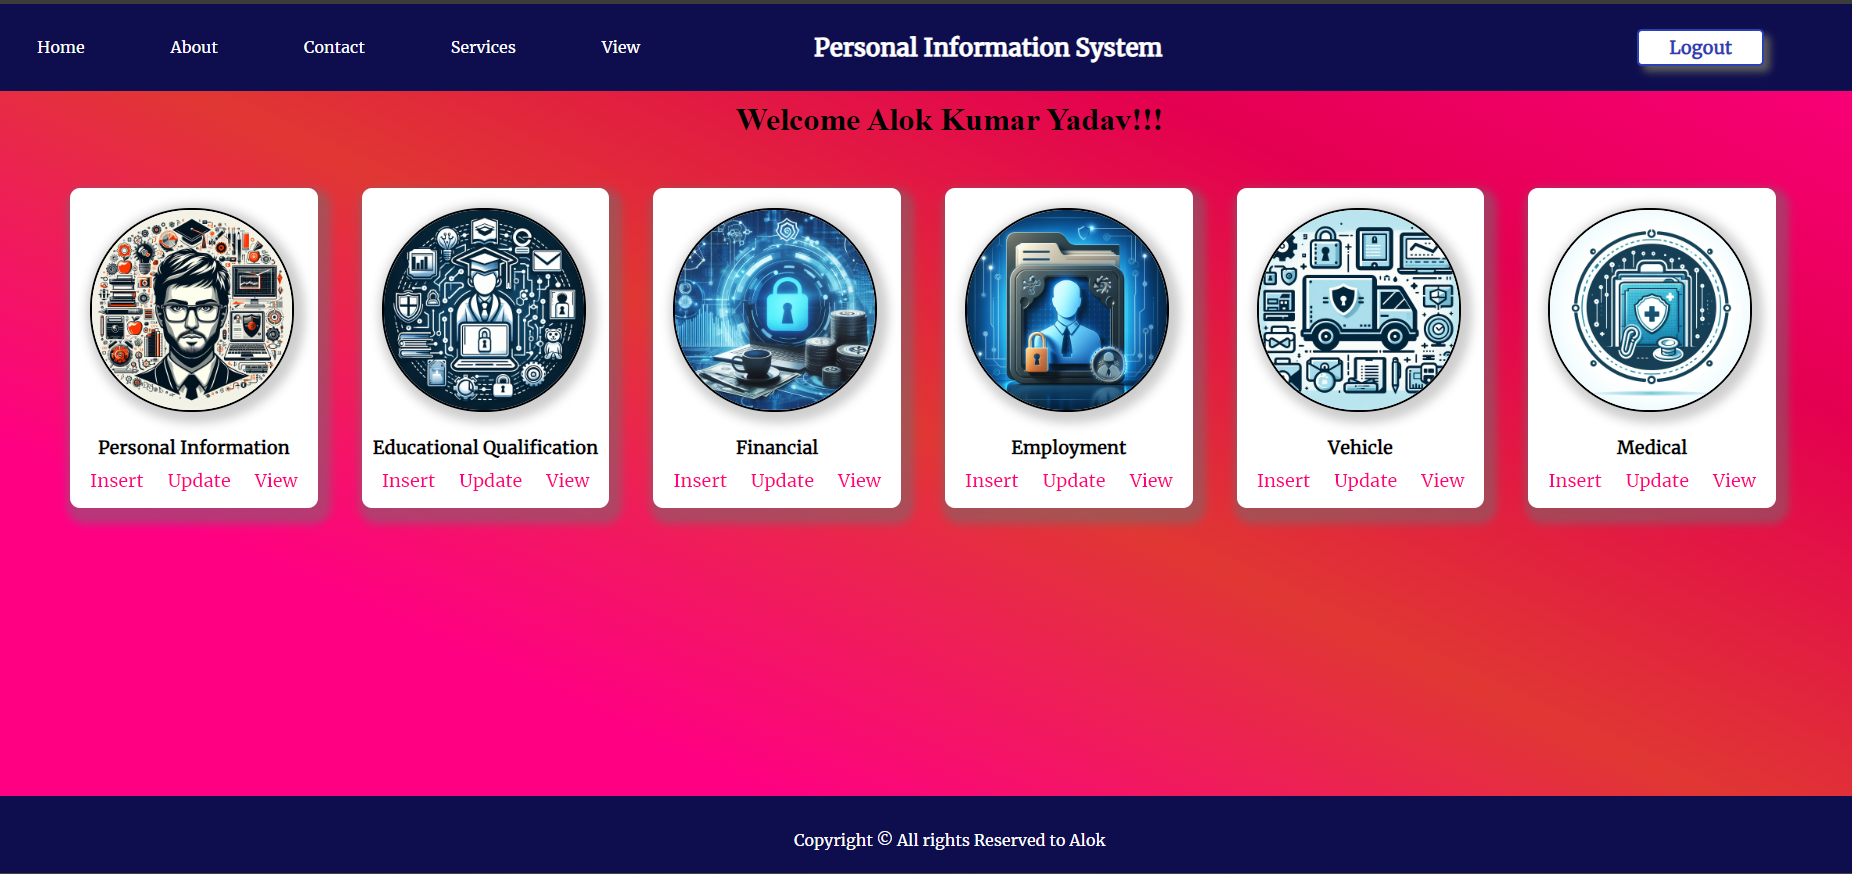 Home About Contact Services View Personal Information System Logout
Welcome Alok Kumar Yadav!!!
Personal Information Educational Qualification Financial Employment Vehicle Medical
Insert Update View Insert Update View Insert Update View Insert Update View Insert Update View Insert Update View
Copyright © All rights Reserved to Alok